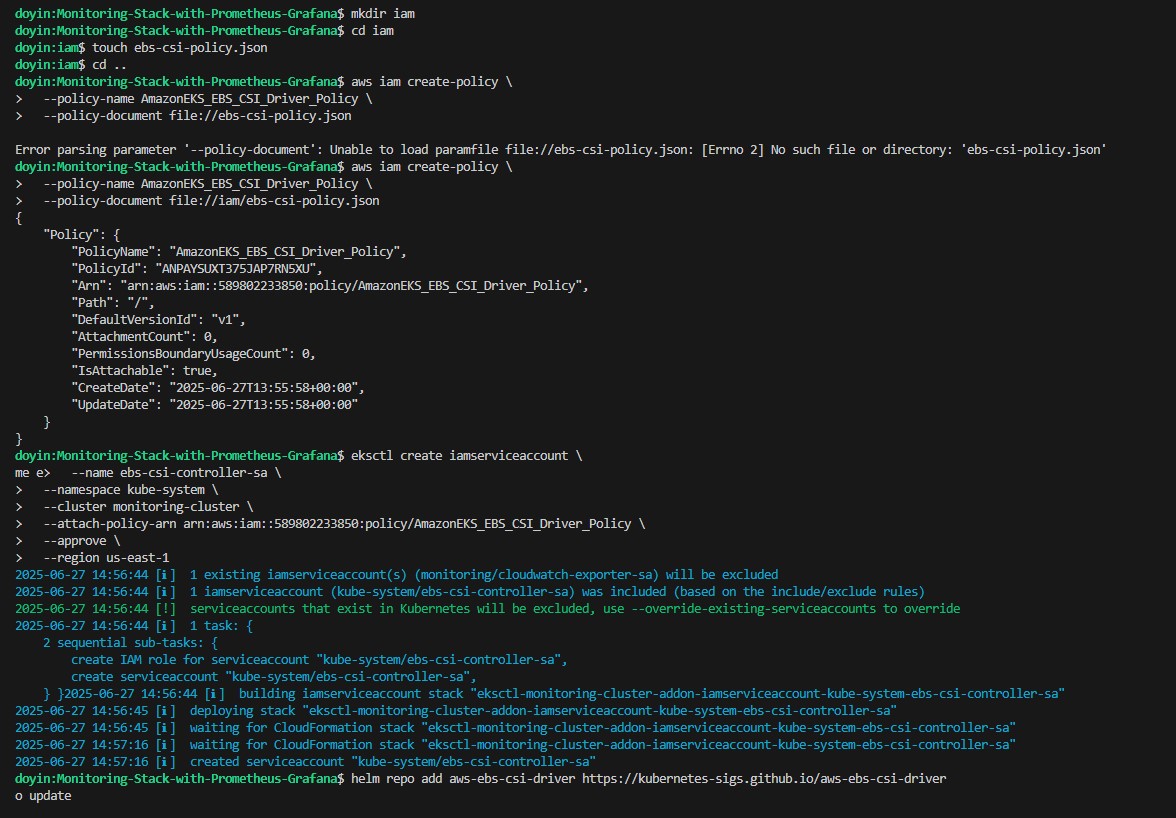 doyin:Monitoring-Stack-with-Prometheus-Grafana$ mkdir iam
doyin:Monitoring-Stack-with-Prometheus-Grafana$ cd iam
doyin:iam$ touch ebs-csi-policy.json
doyin:iam$ cd ..
doyin:Monitoring-Stack-with-Prometheus-Grafana$ aws iam create-policy \
>   --policy-name AmazonEKS_EBS_CSI_Driver_Policy \
>   --policy-document file://ebs-csi-policy.json

Error parsing parameter '--policy-document': Unable to load paramfile file://ebs-csi-policy.json: [Errno 2] No such file or directory: 'ebs-csi-policy.json'
doyin:Monitoring-Stack-with-Prometheus-Grafana$ aws iam create-policy \
>   --policy-name AmazonEKS_EBS_CSI_Driver_Policy \
>   --policy-document file://iam/ebs-csi-policy.json
{
    "Policy": {
        "PolicyName": "AmazonEKS_EBS_CSI_Driver_Policy",
        "PolicyId": "ANPAYSUXT375JAP7RN5XU",
        "Arn": "arn:aws:iam::589802233850:policy/AmazonEKS_EBS_CSI_Driver_Policy",
        "Path": "/",
        "DefaultVersionId": "v1",
        "AttachmentCount": 0,
        "PermissionsBoundaryUsageCount": 0,
        "IsAttachable": true,
        "CreateDate": "2025-06-27T13:55:58+00:00",
        "UpdateDate": "2025-06-27T13:55:58+00:00"
    }
}
doyin:Monitoring-Stack-with-Prometheus-Grafana$ eksctl create iamserviceaccount \
me e>   --name ebs-csi-controller-sa \
>   --namespace kube-system \
>   --cluster monitoring-cluster \
>   --attach-policy-arn arn:aws:iam::589802233850:policy/AmazonEKS_EBS_CSI_Driver_Policy \
>   --approve \
>   --region us-east-1
2025-06-27 14:56:44 [ℹ]  1 existing iamserviceaccount(s) (monitoring/cloudwatch-exporter-sa) will be excluded
2025-06-27 14:56:44 [ℹ]  1 iamserviceaccount (kube-system/ebs-csi-controller-sa) was included (based on the include/exclude rules)
2025-06-27 14:56:44 [!]  serviceaccounts that exist in Kubernetes will be excluded, use --override-existing-serviceaccounts to override
2025-06-27 14:56:44 [ℹ]  1 task: {
    2 sequential sub-tasks: {
        create IAM role for serviceaccount "kube-system/ebs-csi-controller-sa",
        create serviceaccount "kube-system/ebs-csi-controller-sa",
    } }2025-06-27 14:56:44 [ℹ]  building iamserviceaccount stack "eksctl-monitoring-cluster-addon-iamserviceaccount-kube-system-ebs-csi-controller-sa"
2025-06-27 14:56:45 [ℹ]  deploying stack "eksctl-monitoring-cluster-addon-iamserviceaccount-kube-system-ebs-csi-controller-sa"
2025-06-27 14:56:45 [ℹ]  waiting for CloudFormation stack "eksctl-monitoring-cluster-addon-iamserviceaccount-kube-system-ebs-csi-controller-sa"
2025-06-27 14:57:16 [ℹ]  waiting for CloudFormation stack "eksctl-monitoring-cluster-addon-iamserviceaccount-kube-system-ebs-csi-controller-sa"
2025-06-27 14:57:16 [ℹ]  created serviceaccount "kube-system/ebs-csi-controller-sa"
doyin:Monitoring-Stack-with-Prometheus-Grafana$ helm repo add aws-ebs-csi-driver https://kubernetes-sigs.github.io/aws-ebs-csi-driver
o update